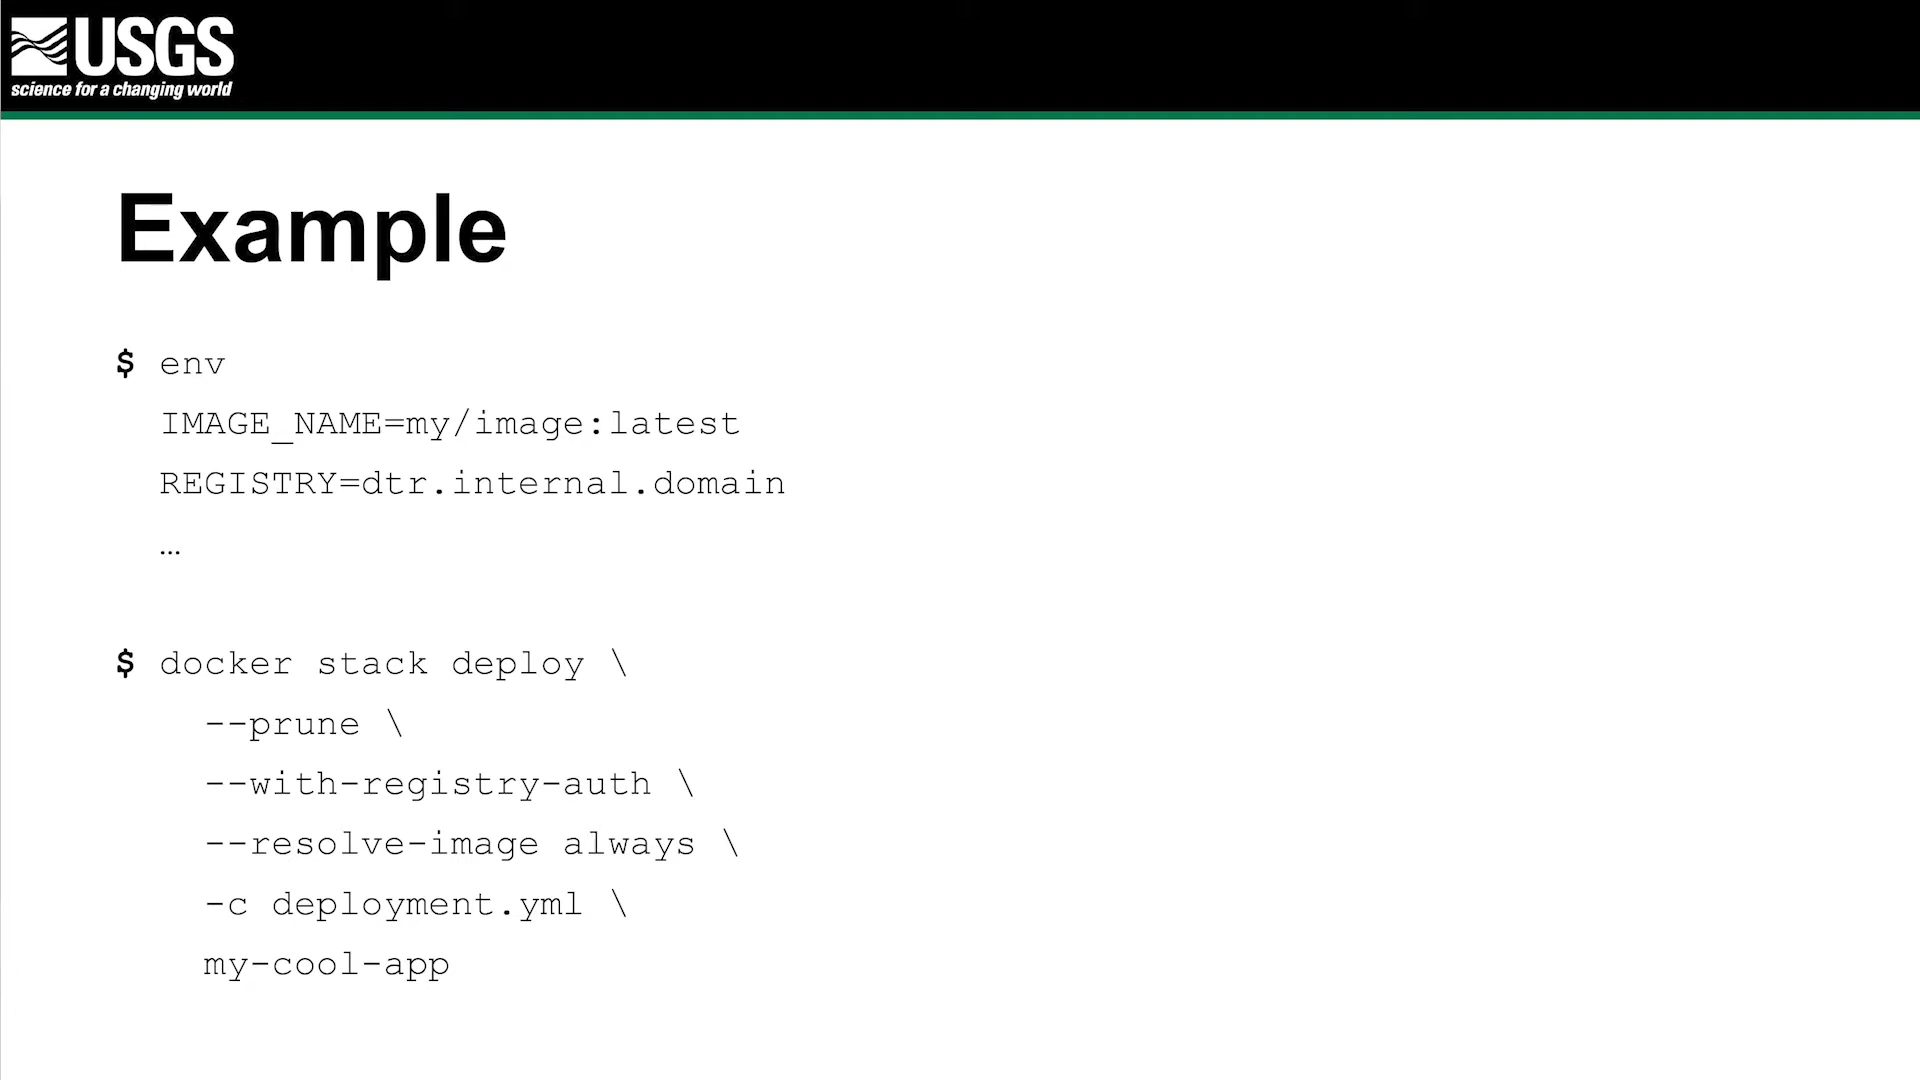 USGS
science for a changing world
Example
$ env
IMAGE_NAME=my/image:latest
REGISTRY=dtr.internal.domain
…
$ docker stack deploy \
--prune \
--with-registry-auth \
--resolve-image always \
-c deployment.yml \
my-cool-app